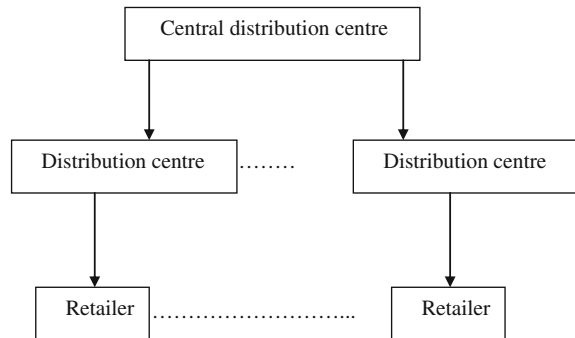 Central distribution centre
Distribution centre ........ Distribution centre
Retailer ............................. Retailer